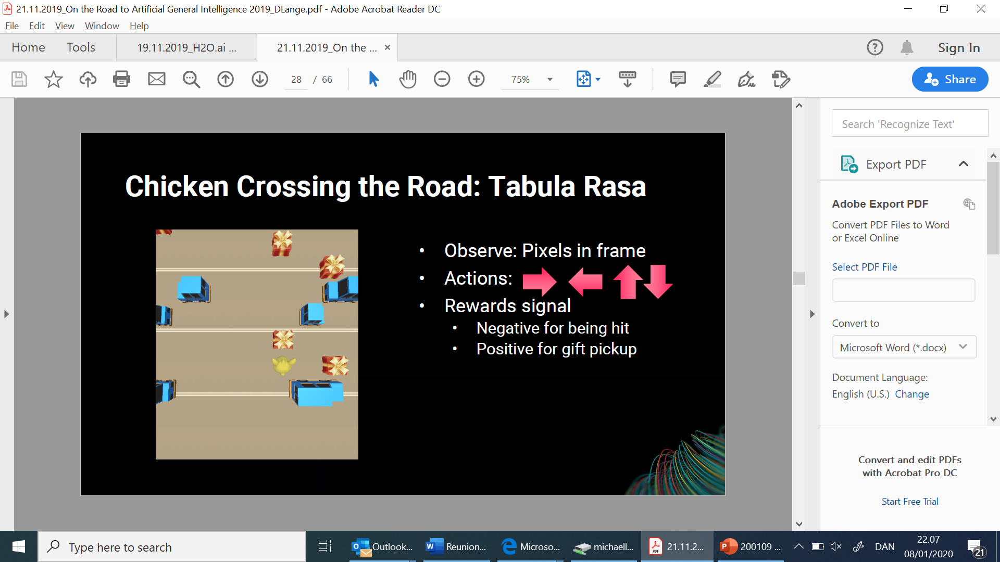 21.11.2019_On the Road to Artificial General Intelligence 2019_DLange.pdf - Adobe Acrobat Reader DC
File Edit View Window Help
Home Tools 19.11.2019_H2O.ai ... 21.11.2019_On the ... × Sign In
28 / 66 75% Share
Search 'Recognize Text'
Export PDF
Adobe Export PDF
Convert PDF Files to Word
or Excel Online
Select PDF File
Convert to
Microsoft Word (*.docx)
Document Language:
English (U.S.) Change
Convert and edit PDFs
with Acrobat Pro DC
Start Free Trial
Chicken Crossing the Road: Tabula Rasa
• Observe: Pixels in frame
• Actions:
• Rewards signal
• Negative for being hit
• Positive for gift pickup
Type here to search Outlook... Reunion... Microso... michaell... 21.11.2... 200109 ... DAN 22.07
08/01/2020 21